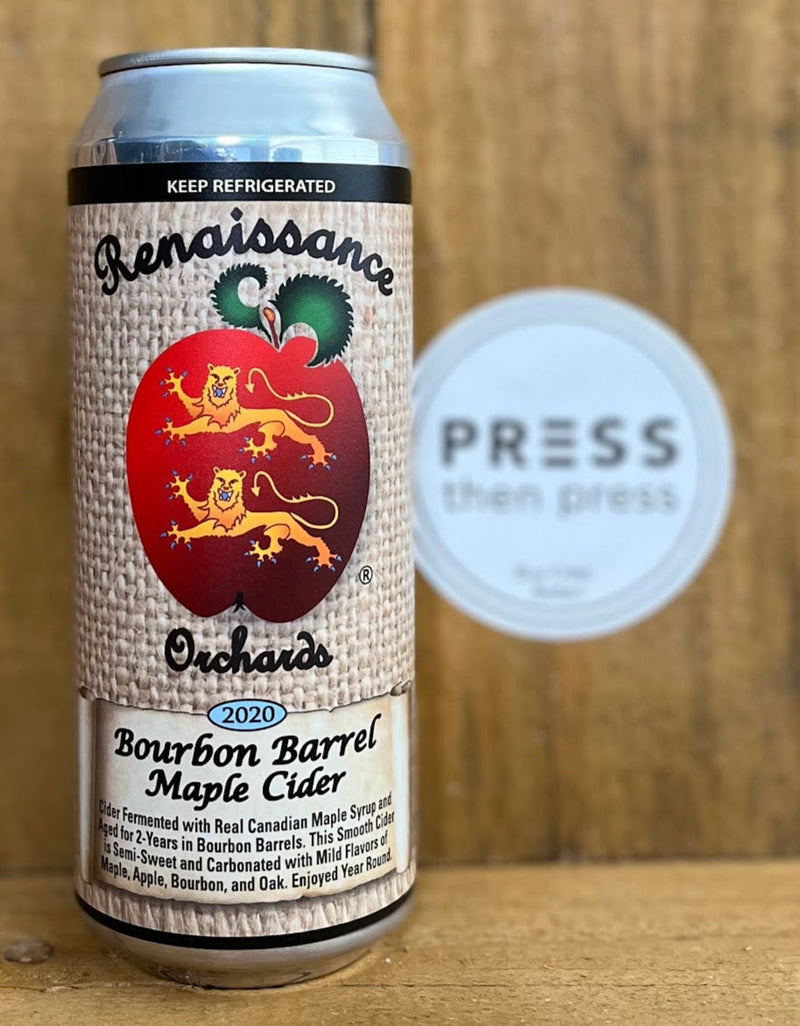 KEEP REFRIGERATED
Renaissance
®
Orchards
2020
Bourbon Barrel
Maple Cider
Cider Fermented with Real Canadian Maple Syrup and
Aged for 2-Years in Bourbon Barrels. This Smooth Cider
is Semi-Sweet and Carbonated with Mild Flavors of
Maple, Apple, Bourbon, and Oak. Enjoyed Year Round.
PRESS
then press